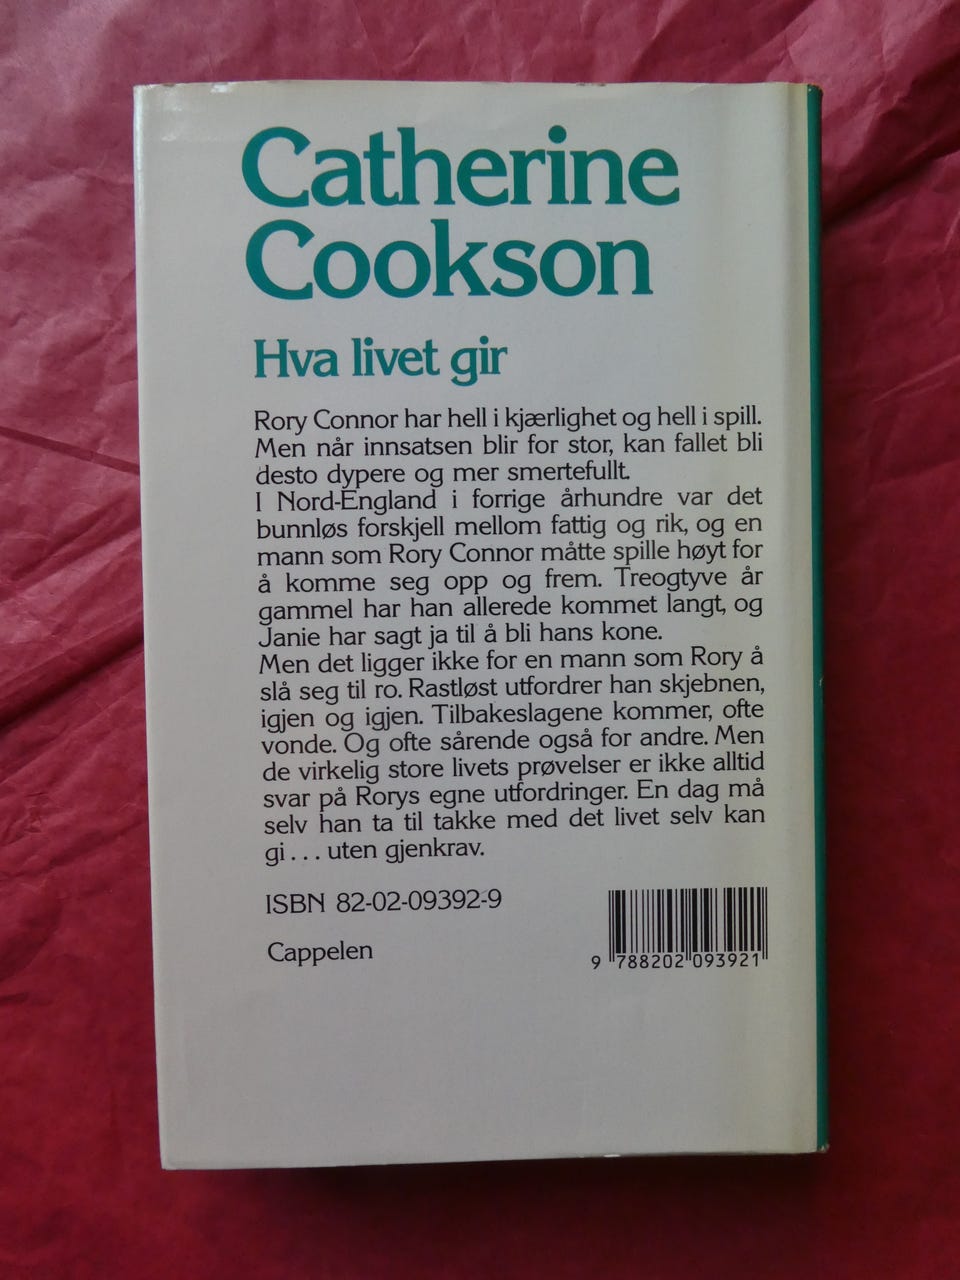 Catherine
Cookson
Hva livet gir
Rory Connor har hell i kjærlighet og hell i spill.
Men når innsatsen blir for stor, kan fallet bli
desto dypere og mer smertefullt.
I Nord-England i forrige århundre var det
bunnløs forskjell mellom fattig og rik, og en
mann som Rory Connor måtte spille høyt for
å komme seg opp og frem. Treogtyve år
gammel har han allerede kommet langt, og
Janie har sagt ja til å bli hans kone.
Men det ligger ikke for en mann som Rory å
slå seg til ro. Rastløst utfordrer han skjebnen,
igjen og igjen. Tilbakeslagene kommer, ofte
vonde. Og ofte sårende også for andre. Men
de virkelig store livets prøvelser er ikke alltid
svar på Rorys egne utfordringer. En dag må
selv han ta til takke med det livet selv kan
gi . . . uten gjenkrav.
ISBN 82-02-09392-9
Cappelen
9 788202 093921